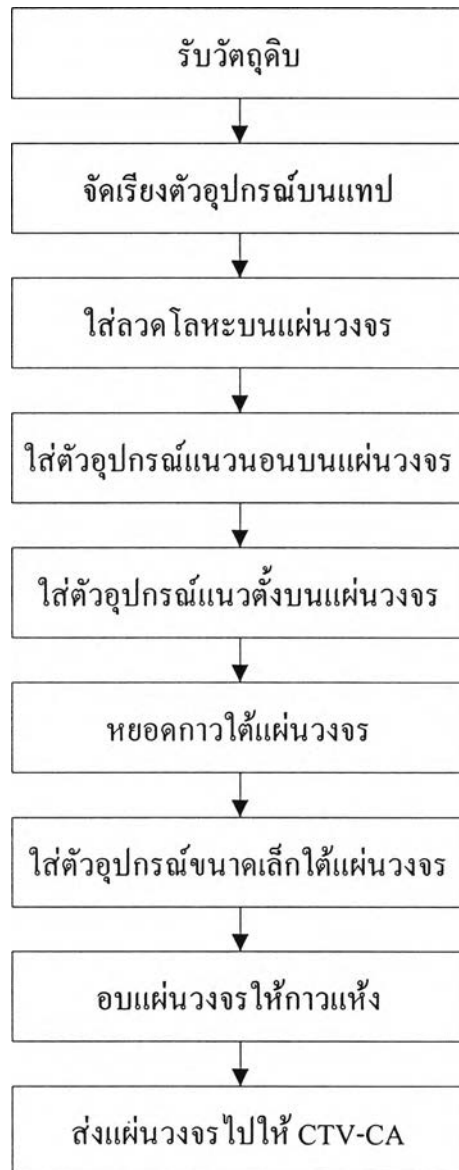 รับวัตถุดิบ
จัดเรียงตัวอุปกรณ์บนแทป
ใส่ลวดโลหะบนแผ่นวงจร
ใส่ตัวอุปกรณ์แนวนอนบนแผ่นวงจร
ใส่ตัวอุปกรณ์แนวตั้งบนแผ่นวงจร
หยอดกาวใต้แผ่นวงจร
ใส่ตัวอุปกรณ์ขนาดเล็กใต้แผ่นวงจร
อบแผ่นวงจรให้กาวแห้ง
ส่งแผ่นวงจรไปให้ CTV-CA